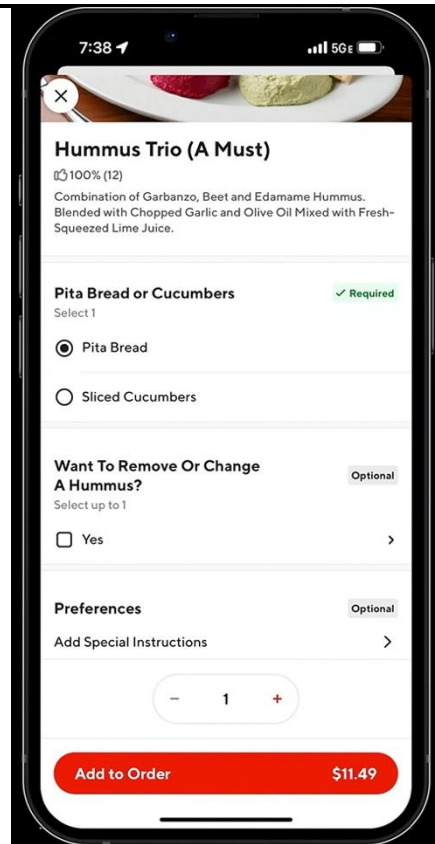 7:38
5GE
Hummus Trio (A Must)
100% (12)
Combination of Garbanzo, Beet and Edamame Hummus.
Blended with Chopped Garlic and Olive Oil Mixed with Fresh-
Squeezed Lime Juice.
Pita Bread or Cucumbers
✓ Required
Select 1
Pita Bread
Sliced Cucumbers
Want To Remove Or Change
A Hummus?
Optional
Select up to 1
Yes
Preferences
Optional
Add Special Instructions
- 1 +
Add to Order $11.49